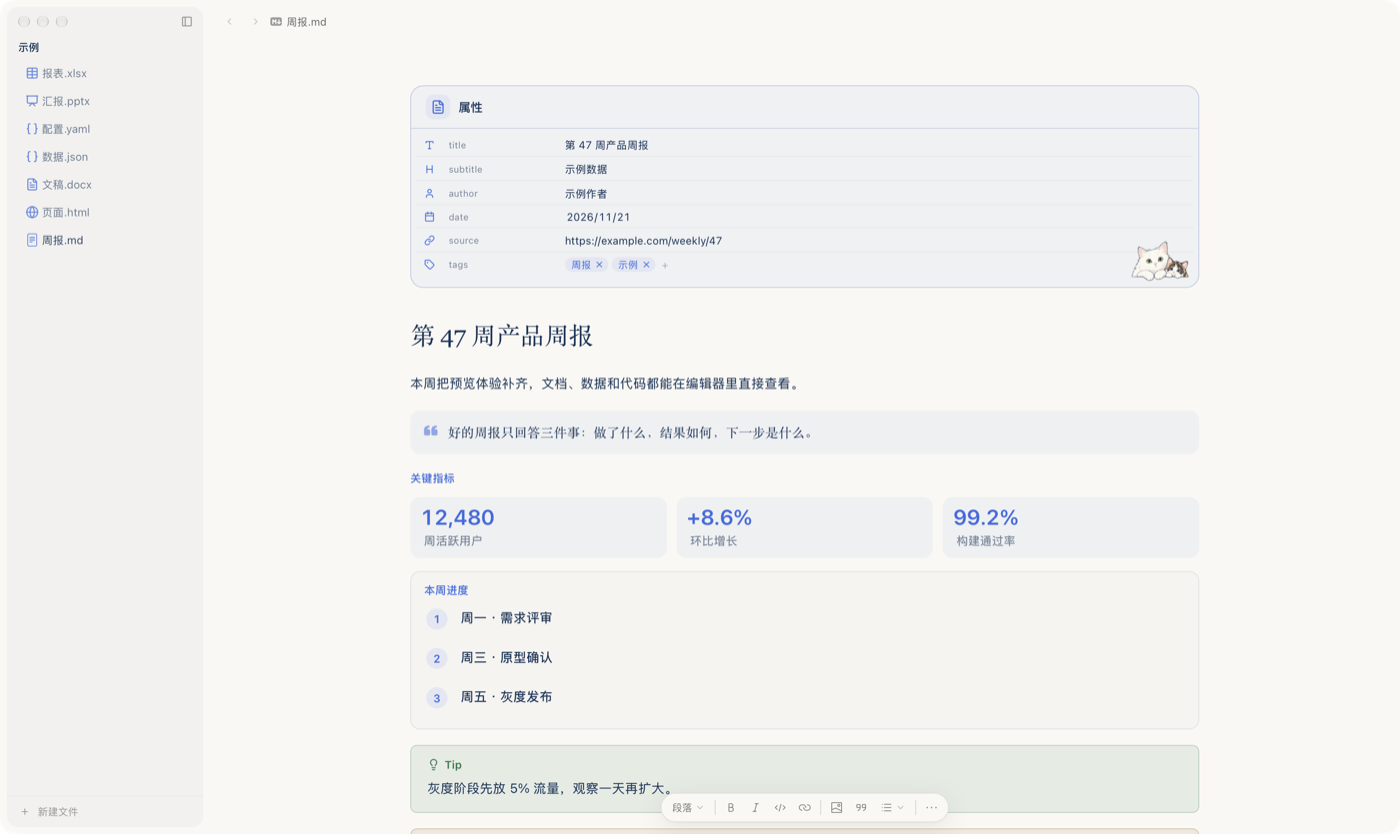 示例
报表.xlsx
汇报.pptx
配置.yaml
数据.json
文稿.docx
页面.html
周报.md
新建文件
周报.md
属性
title 第 47 周产品周报
subtitle 示例数据
author 示例作者
date 2026/11/21
source https://example.com/weekly/47
tags 周报 × 示例 × +
第 47 周产品周报
本周把预览体验补齐，文档、数据和代码都能在编辑器里直接查看。
好的周报只回答三件事：做了什么，结果如何，下一步是什么。
关键指标
12,480
周活跃用户
+8.6%
环比增长
99.2%
构建通过率
本周进度
1 周一 · 需求评审
2 周三 · 原型确认
3 周五 · 灰度发布
Tip
灰度阶段先放 5% 流量，观察一天再扩大。
段落 B I </> 99 ···